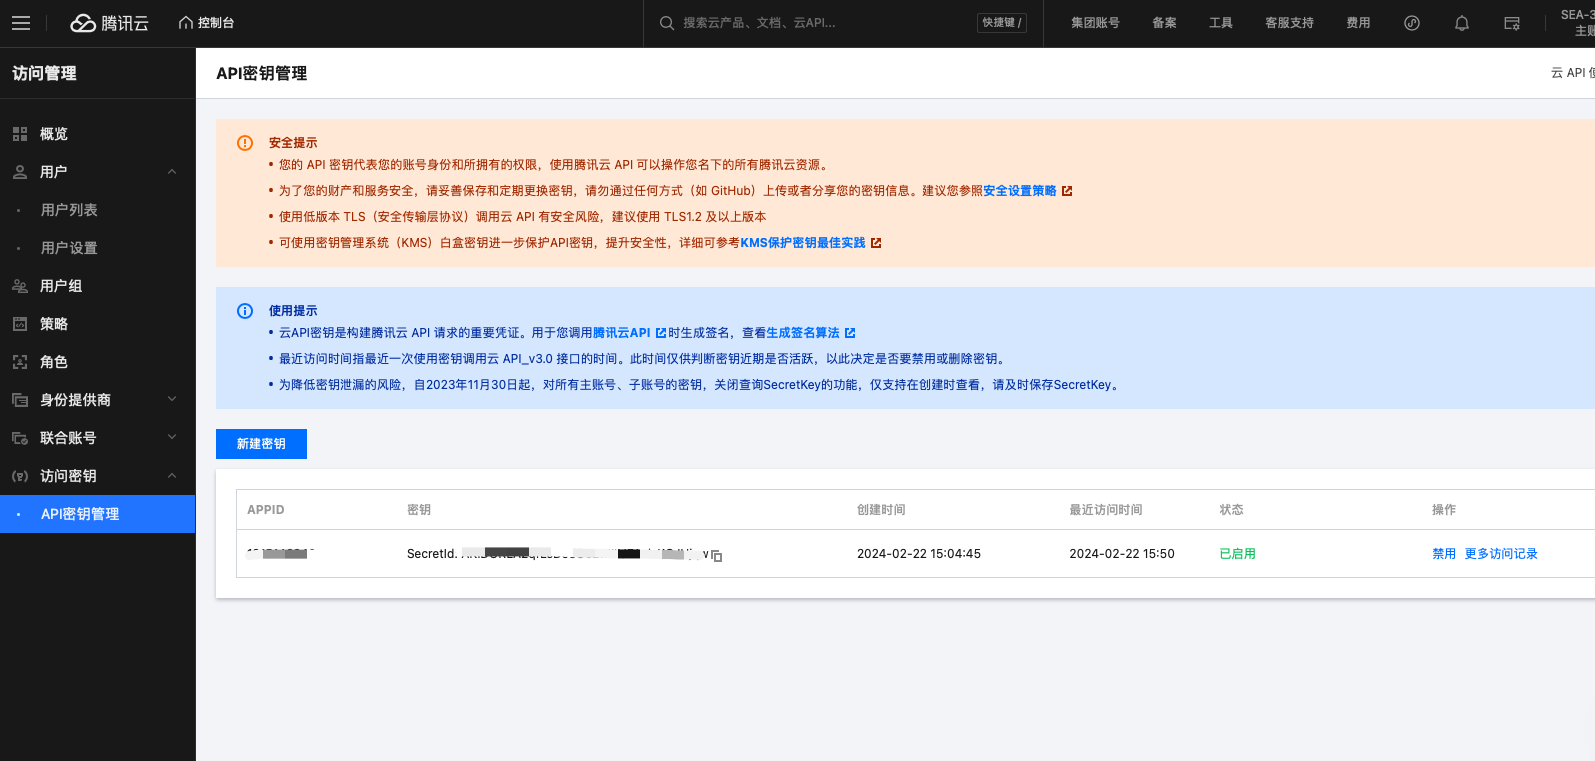 腾讯云
控制台
搜索云产品、文档、云API...
快捷键 /
集团账号
备案
工具
客服支持
费用
访问管理
概览
用户
用户列表
用户设置
用户组
策略
角色
身份提供商
联合账号
访问密钥
API密钥管理
API密钥管理
云 API
安全提示
• 您的 API 密钥代表您的账号身份和所拥有的权限，使用腾讯云 API 可以操作您名下的所有腾讯云资源。
• 为了您的财产和服务安全，请妥善保存和定期更换密钥，请勿通过任何方式（如 GitHub）上传或者分享您的密钥信息。建议您参照安全设置策略
• 使用低版本 TLS（安全传输层协议）调用云 API 有安全风险，建议使用 TLS1.2 及以上版本
• 可使用密钥管理系统（KMS）白盒密钥进一步保护API密钥，提升安全性，详细可参考KMS保护密钥最佳实践
使用提示
• 云API密钥是构建腾讯云 API 请求的重要凭证。用于您调用腾讯云API 时生成签名，查看生成签名算法
• 最近访问时间指最近一次使用密钥调用云 API_v3.0 接口的时间。此时间仅供判断密钥近期是否活跃，以此决定是否要禁用或删除密钥。
• 为降低密钥泄漏的风险，自2023年11月30日起，对所有主账号、子账号的密钥，关闭查询SecretKey的功能，仅支持在创建时查看，请及时保存SecretKey。
新建密钥
APPID 密钥 创建时间 最近访问时间 状态 操作
SecretId: 2024-02-22 15:04:45 2024-02-22 15:50 已启用 禁用 更多访问记录